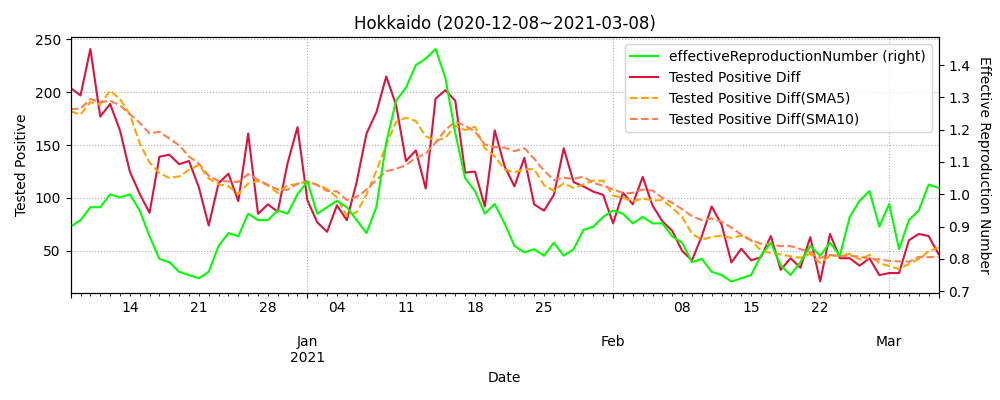 Hokkaido (2020-12-08~2021-03-08)
effectiveReproductionNumber (right)
Tested Positive Diff
Tested Positive Diff(SMA5)
Tested Positive Diff(SMA10)
Tested Positive
250
200
150
100
50
1.4
1.3
1.2
1.1
1.0
0.9
0.8
0.7
Effective Reproduction Number
14 21 28 04 11 18 25 08 15 22
Jan Feb Mar
2021
Date